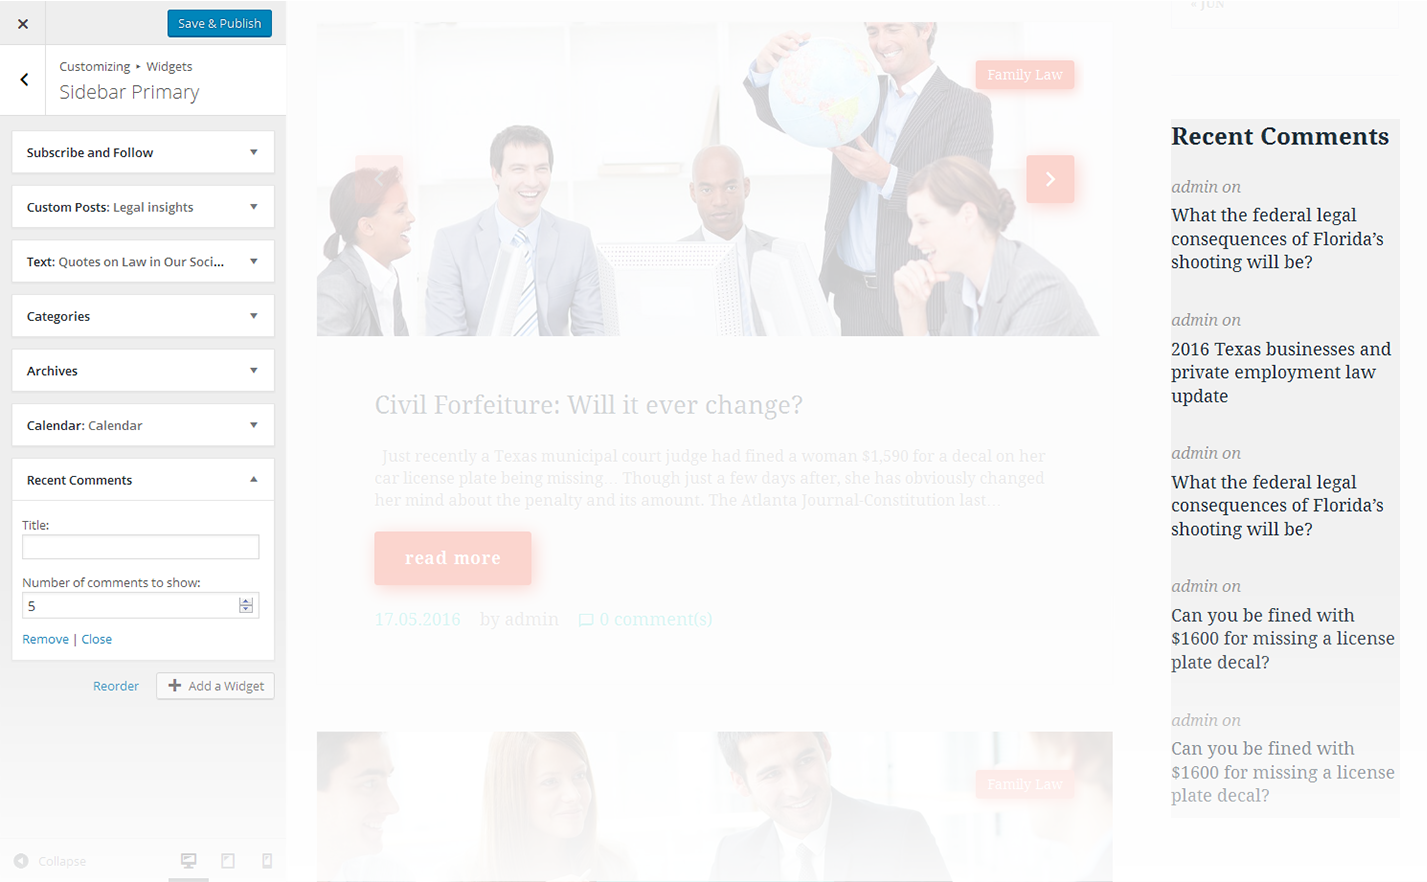 Save & Publish
Customizing ▸ Widgets
Sidebar Primary
Subscribe and Follow
Custom Posts: Legal insights
Text: Quotes on Law in Our Soci...
Categories
Archives
Calendar: Calendar
Recent Comments
Title:
Number of comments to show:
5
Remove | Close
Reorder
Add a Widget
Collapse
Family Law
Civil Forfeiture: Will it ever change?
Just recently a Texas municipal court judge had fined a woman $1,590 for a decal on her
car license plate being missing… Though just a few days after, she has obviously changed
her mind about the penalty and its amount. The Atlanta Journal-Constitution last…
read more
17.05.2016 by admin 0 comment(s)
Family Law
« JUN
Recent Comments
admin on
What the federal legal
consequences of Florida’s
shooting will be?
admin on
2016 Texas businesses and
private employment law
update
admin on
What the federal legal
consequences of Florida’s
shooting will be?
admin on
Can you be fined with
$1600 for missing a license
plate decal?
admin on
Can you be fined with
$1600 for missing a license
plate decal?